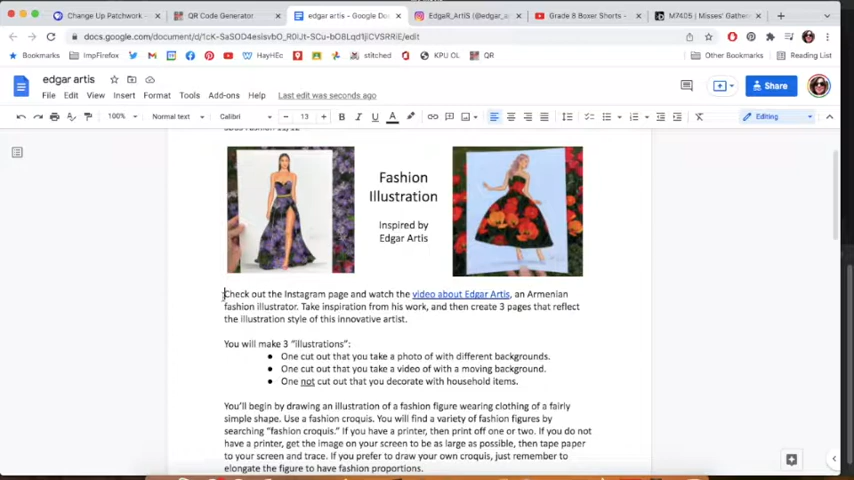 Change Up Patchwork
QR Code Generator
edgar artis - Google Do
EdgaR_ArtiS (@edgar_a
Grade 8 Boxer Shorts
M7405 | Misses' Gather
docs.google.com/document/d/1cK-SaSOD4esisvbO_R0IJt-SCu-bO8Lqd1jCVSRRiE/edit
Bookmarks
ImpFirefox
HayHEc
stitched
KPU OL
QR
Other Bookmarks
Reading List
edgar artis
File Edit View Insert Format Tools Add-ons Help Last edit was seconds ago
Share
100% Normal text Calibri 13 B I U A Editing
Fashion
Illustration
Inspired by
Edgar Artis
Check out the Instagram page and watch the video about Edgar Artis, an Armenian
fashion illustrator. Take inspiration from his work, and then create 3 pages that reflect
the illustration style of this innovative artist.
You will make 3 "illustrations":
● One cut out that you take a photo of with different backgrounds.
● One cut out that you take a video of with a moving background.
● One not cut out that you decorate with household items.
You'll begin by drawing an illustration of a fashion figure wearing clothing of a fairly
simple shape. Use a fashion croquis. You will find a variety of fashion figures by
searching "fashion croquis." If you have a printer, then print off one or two. If you do not
have a printer, get the image on your screen to be as large as possible, then tape paper
to your screen and trace. If you prefer to draw your own croquis, just remember to
elongate the figure to have fashion proportions.